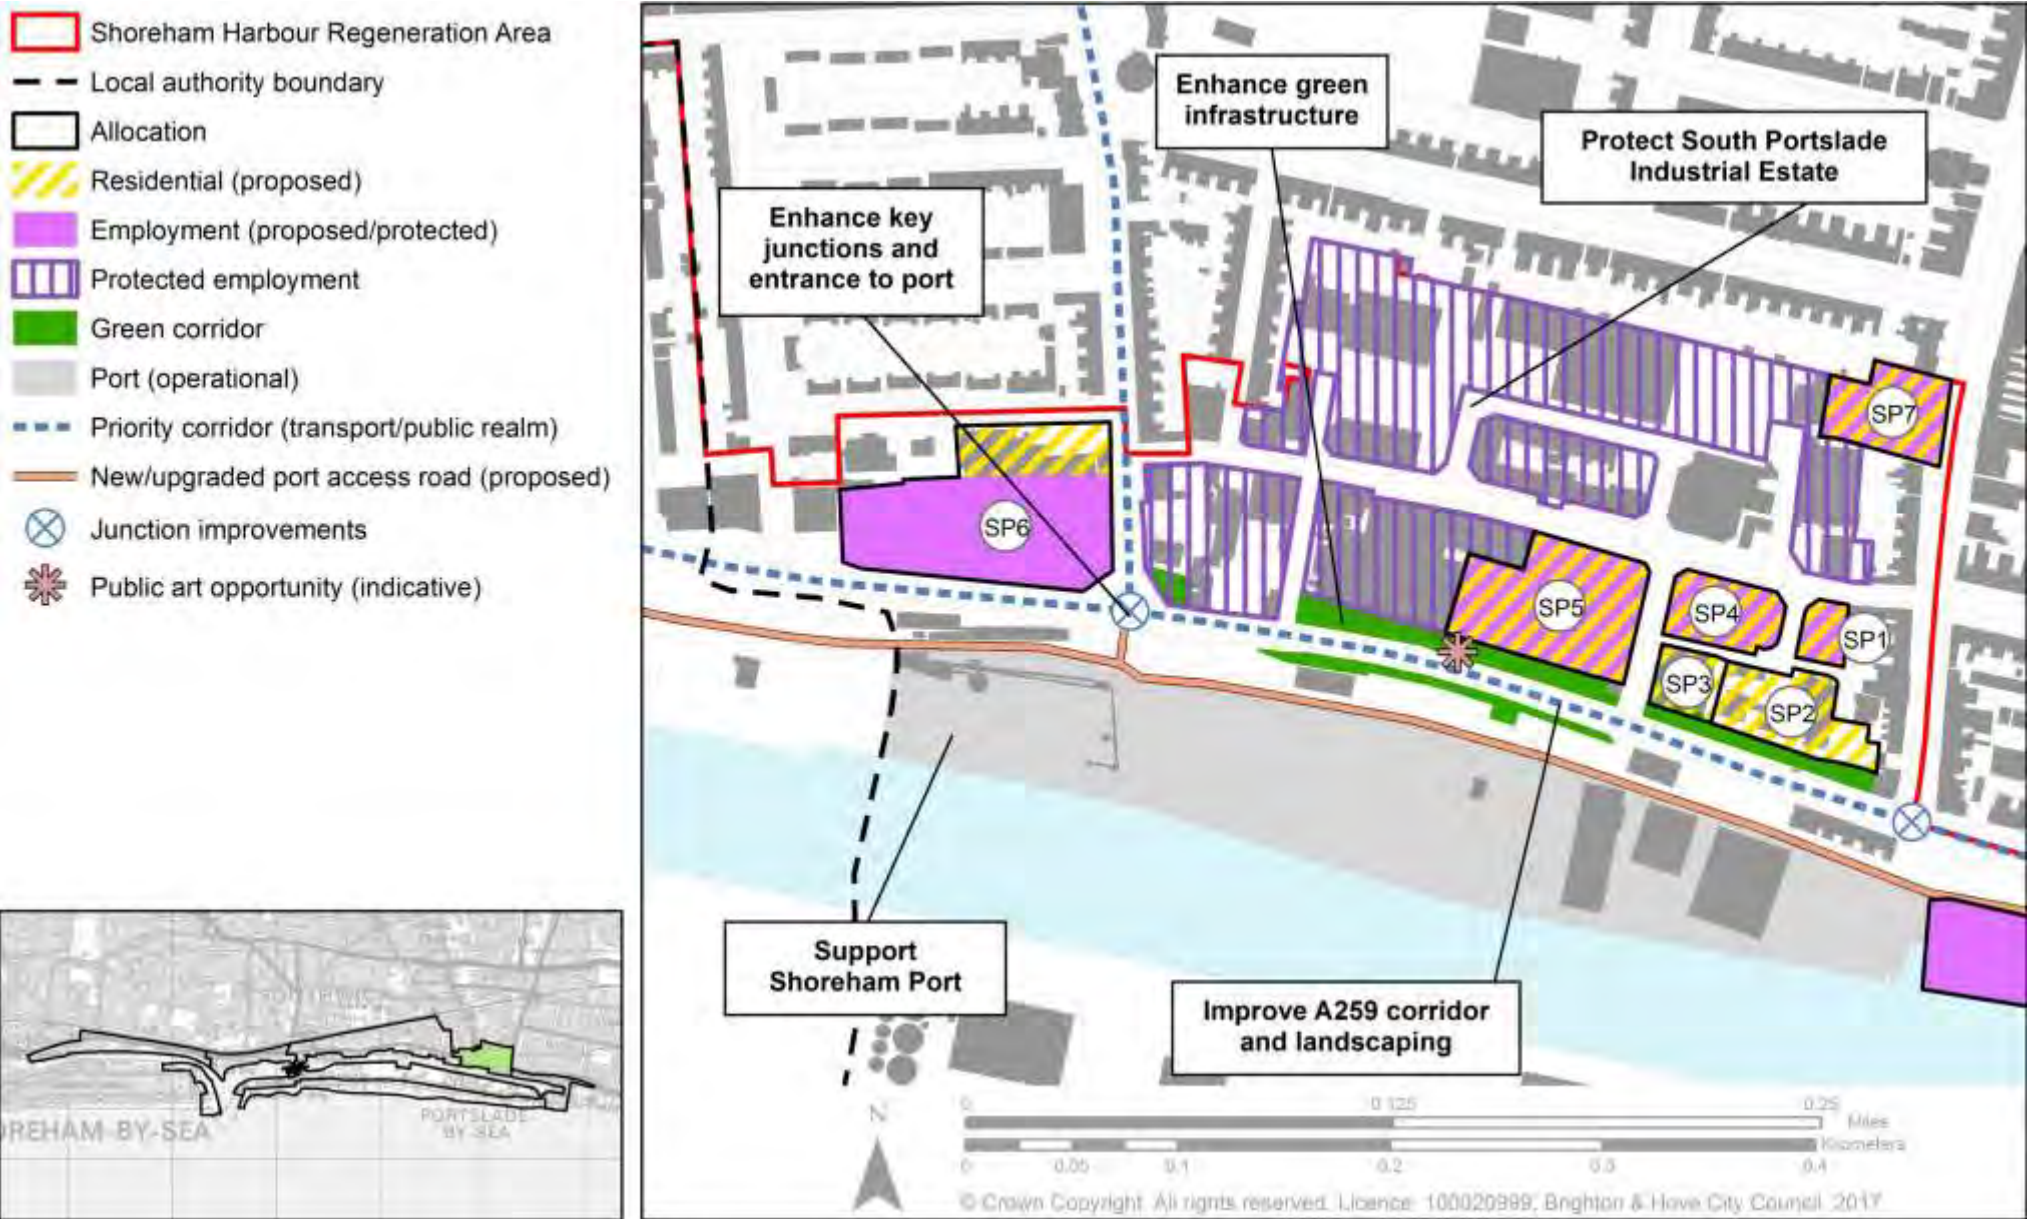 Shoreham Harbour Regeneration Area
Local authority boundary
Allocation
Residential (proposed)
Employment (proposed/protected)
Protected employment
Green corridor
Port (operational)
Priority corridor (transport/public realm)
New/upgraded port access road (proposed)
Junction improvements
Public art opportunity (indicative)
Enhance green
infrastructure
Protect South Portslade
Industrial Estate
Enhance key
junctions and
entrance to port
SP7
SP6
SP5
SP4
SP1
SP3
SP2
Support
Shoreham Port
Improve A259 corridor
and landscaping
OREHAM-BY-SEA
PORTSLADE
BY-SEA
N
0 0.125 0.25
Miles
Kilometers
0 0.05 0.1 0.2 0.3 0.4
© Crown Copyright. All rights reserved. Licence: 100020999, Brighton & Hove City Council. 2017